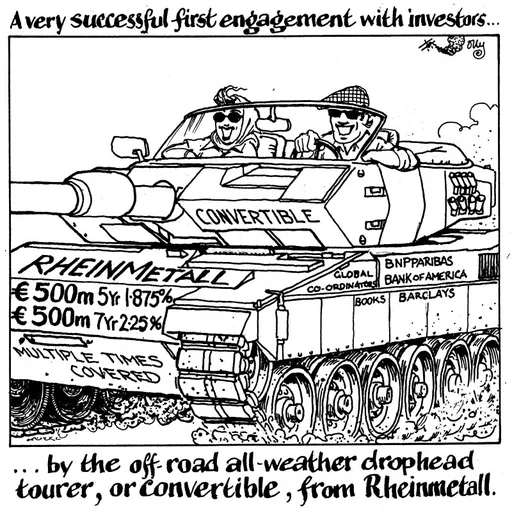 A very successful first engagement with investors...
Olly ©
CONVERTIBLE
RHEINMETALL
€500m 5Yr 1·875%
€500m 7Yr 2·25%
MULTIPLE TIMES
COVERED
GLOBAL
CO-ORDINATORS
BNPPARIBAS
BANK OF AMERICA
BOOKS
BARCLAYS
... by the off-road all-weather drophead
tourer, or convertible, from Rheinmetall.